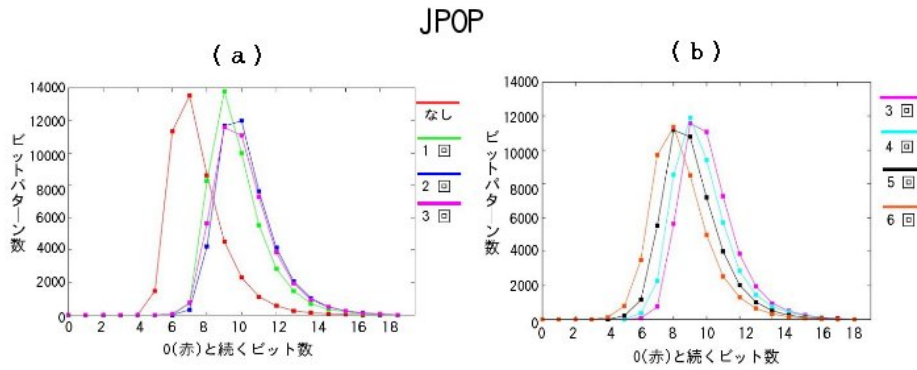 JPOP
(a)
(b)
ビットパターン数
14000
12000
10000
8000
6000
4000
2000
0
0 2 4 6 8 10 12 14 16 18
0(赤)と続くビット数
なし
1 回
2 回
3 回
ビットパターン数
14000
12000
10000
8000
6000
4000
2000
0
0 2 4 6 8 10 12 14 16 18
0(赤)と続くビット数
3 回
4 回
5 回
6 回